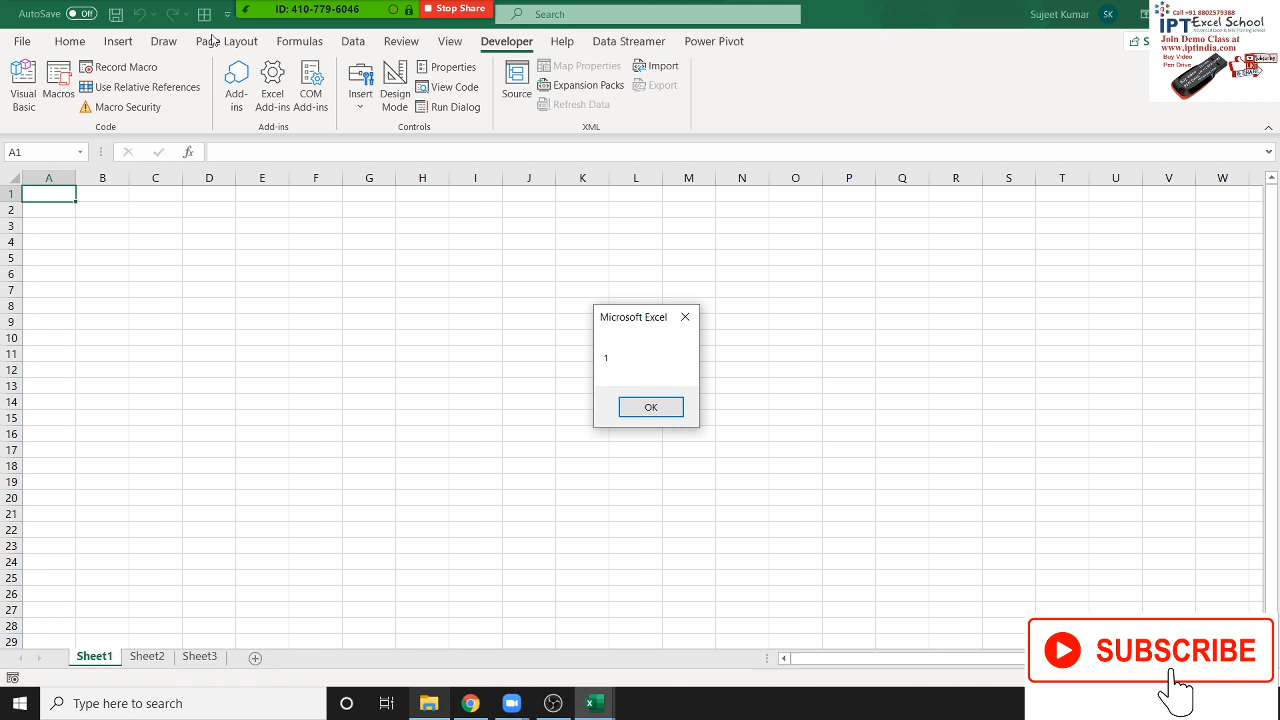 AutoSave Off
ID: 410-779-6046
Stop Share
Search
Sujeet Kumar
SK
Call +91 8802579388
IPT Excel School
Advanced Excel & MIS Training School
Join Demo Class at
www.iptindia.com
Buy Video
Pen Drive
File Home Insert Draw Page Layout Formulas Data Review View Developer Help Data Streamer Power Pivot
S
Visual Basic
Macros
Record Macro
Use Relative References
Macro Security
Code
Add-ins
Excel Add-ins
COM Add-ins
Add-ins
Insert
Design Mode
Properties
View Code
Run Dialog
Controls
Source
Map Properties
Expansion Packs
Refresh Data
Import
Export
XML
A1
fx
A B C D E F G H I J K L M N O P Q R S T U V W
1
2
3
4
5
6
7
8
9
10
11
12
13
14
15
16
17
18
19
20
21
22
23
24
25
26
27
28
29
Microsoft Excel
1
OK
Sheet1 Sheet2 Sheet3
SUBSCRIBE
Type here to search